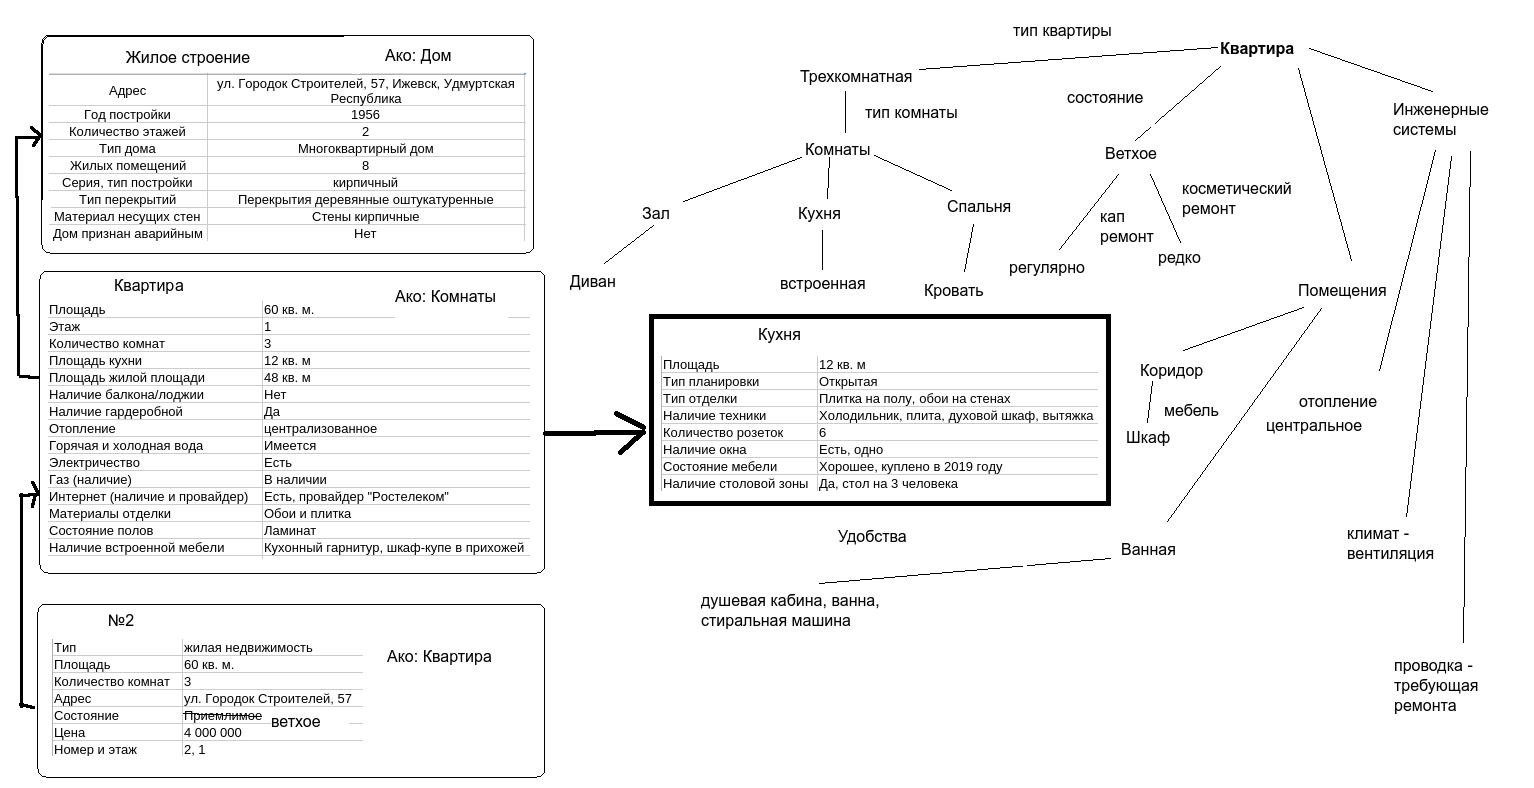 Жилое строение Ако: Дом
Адрес ул. Городок Строителей, 57, Ижевск, Удмуртская
Республика
Год постройки 1956
Количество этажей 2
Тип дома Многоквартирный дом
Жилых помещений 8
Серия, тип постройки кирпичный
Тип перекрытий Перекрытия деревянные оштукатуренные
Материал несущих стен Стены кирпичные
Дом признан аварийным Нет
Квартира
Ако: Комнаты
Площадь 60 кв. м.
Этаж 1
Количество комнат 3
Площадь кухни 12 кв. м
Площадь жилой площади 48 кв. м
Наличие балкона/лоджии Нет
Наличие гардеробной Да
Отопление централизованное
Горячая и холодная вода Имеется
Электричество Есть
Газ (наличие) В наличии
Интернет (наличие и провайдер) Есть, провайдер "Ростелеком"
Материалы отделки Обои и плитка
Состояние полов Ламинат
Наличие встроенной мебели Кухонный гарнитур, шкаф-купе в прихожей
№2
Ако: Квартира
Тип жилая недвижимость
Площадь 60 кв. м.
Количество комнат 3
Адрес ул. Городок Строителей, 57
Состояние Приемлимое ветхое
Цена 4 000 000
Номер и этаж 2, 1
тип квартиры
Квартира
Трехкомнатная
состояние
тип комнаты
Инженерные
системы
Комнаты
Ветхое
косметический
ремонт
Зал
Кухня
Спальня
кап
ремонт
регулярно
редко
Диван
встроенная
Кровать
Помещения
Кухня
Площадь 12 кв. м
Тип планировки Открытая
Тип отделки Плитка на полу, обои на стенах
Наличие техники Холодильник, плита, духовой шкаф, вытяжка
Количество розеток 6
Наличие окна Есть, одно
Состояние мебели Хорошее, куплено в 2019 году
Наличие столовой зоны Да, стол на 3 человека
Коридор
мебель
Шкаф
отопление
центральное
Удобства
Ванная
климат -
вентиляция
душевая кабина, ванна,
стиральная машина
проводка -
требующая
ремонта